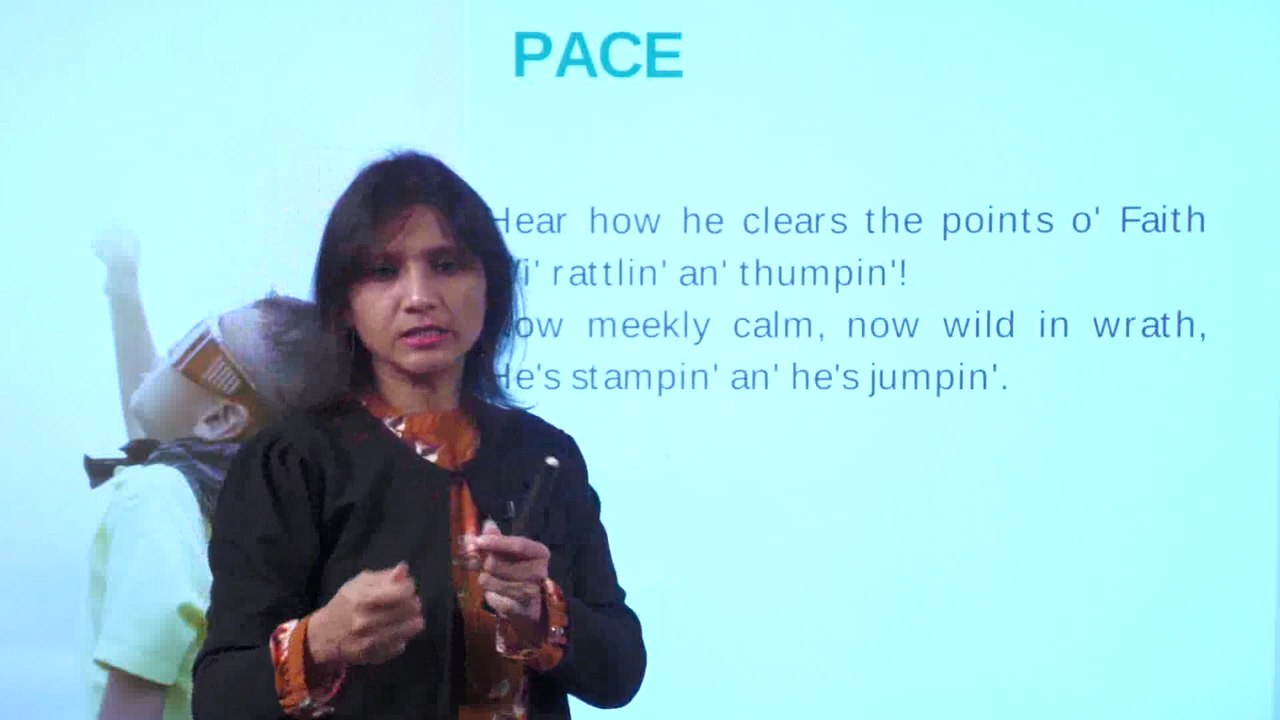 PACE
Hear how he clears the points o' Faith
rattlin' an' thumpin'!
meekly calm, now wild in wrath,
He's stampin' an' he's jumpin'.